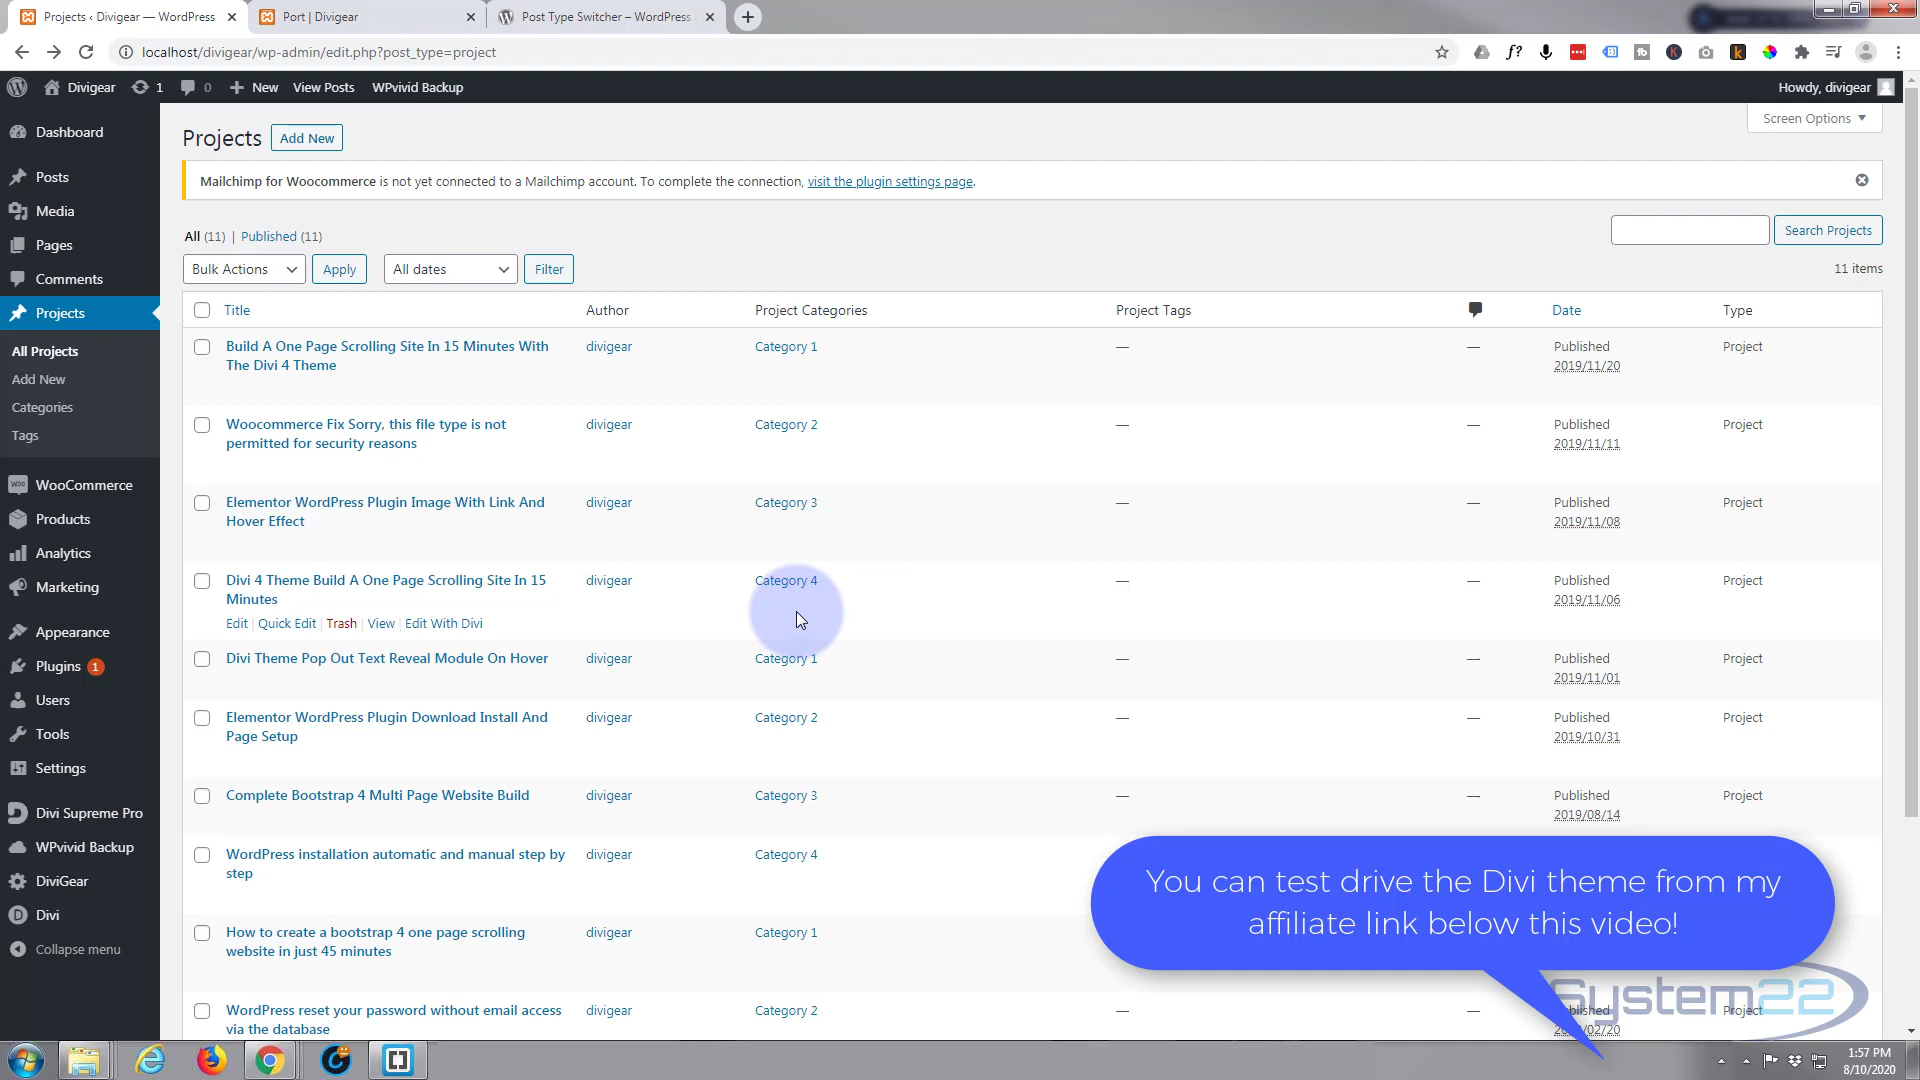 Projects ‹ Divigear — WordPress
Port | Divigear
Post Type Switcher – WordPress
localhost/divigear/wp-admin/edit.php?post_type=project
Divigear
1
0
New
View Posts
WPvivid Backup
Howdy, divigear
Dashboard
Posts
Media
Pages
Comments
Projects
All Projects
Add New
Categories
Tags
WooCommerce
Products
Analytics
Marketing
Appearance
Plugins 1
Users
Tools
Settings
Divi Supreme Pro
WPvivid Backup
DiviGear
Divi
Collapse menu
Projects
Add New
Screen Options
Mailchimp for Woocommerce is not yet connected to a Mailchimp account. To complete the connection, visit the plugin settings page.
All (11) | Published (11)
Search Projects
Bulk Actions
Apply
All dates
Filter
11 items
Title
Author
Project Categories
Project Tags
Date
Type
Build A One Page Scrolling Site In 15 Minutes With
The Divi 4 Theme
divigear
Category 1
—
—
Published
2019/11/20
Project
Woocommerce Fix Sorry, this file type is not
permitted for security reasons
divigear
Category 2
—
—
Published
2019/11/11
Project
Elementor WordPress Plugin Image With Link And
Hover Effect
divigear
Category 3
—
—
Published
2019/11/08
Project
Divi 4 Theme Build A One Page Scrolling Site In 15
Minutes
Edit | Quick Edit | Trash | View | Edit With Divi
divigear
Category 4
—
—
Published
2019/11/06
Project
Divi Theme Pop Out Text Reveal Module On Hover
divigear
Category 1
—
—
Published
2019/11/01
Project
Elementor WordPress Plugin Download Install And
Page Setup
divigear
Category 2
—
—
Published
2019/10/31
Project
Complete Bootstrap 4 Multi Page Website Build
divigear
Category 3
—
—
Published
2019/08/14
Project
WordPress installation automatic and manual step by
step
divigear
Category 4
How to create a bootstrap 4 one page scrolling
website in just 45 minutes
divigear
Category 1
WordPress reset your password without email access
via the database
divigear
Category 2
—
—
Project
You can test drive the Divi theme from my
affiliate link below this video!
System22
1:57 PM
8/10/2020